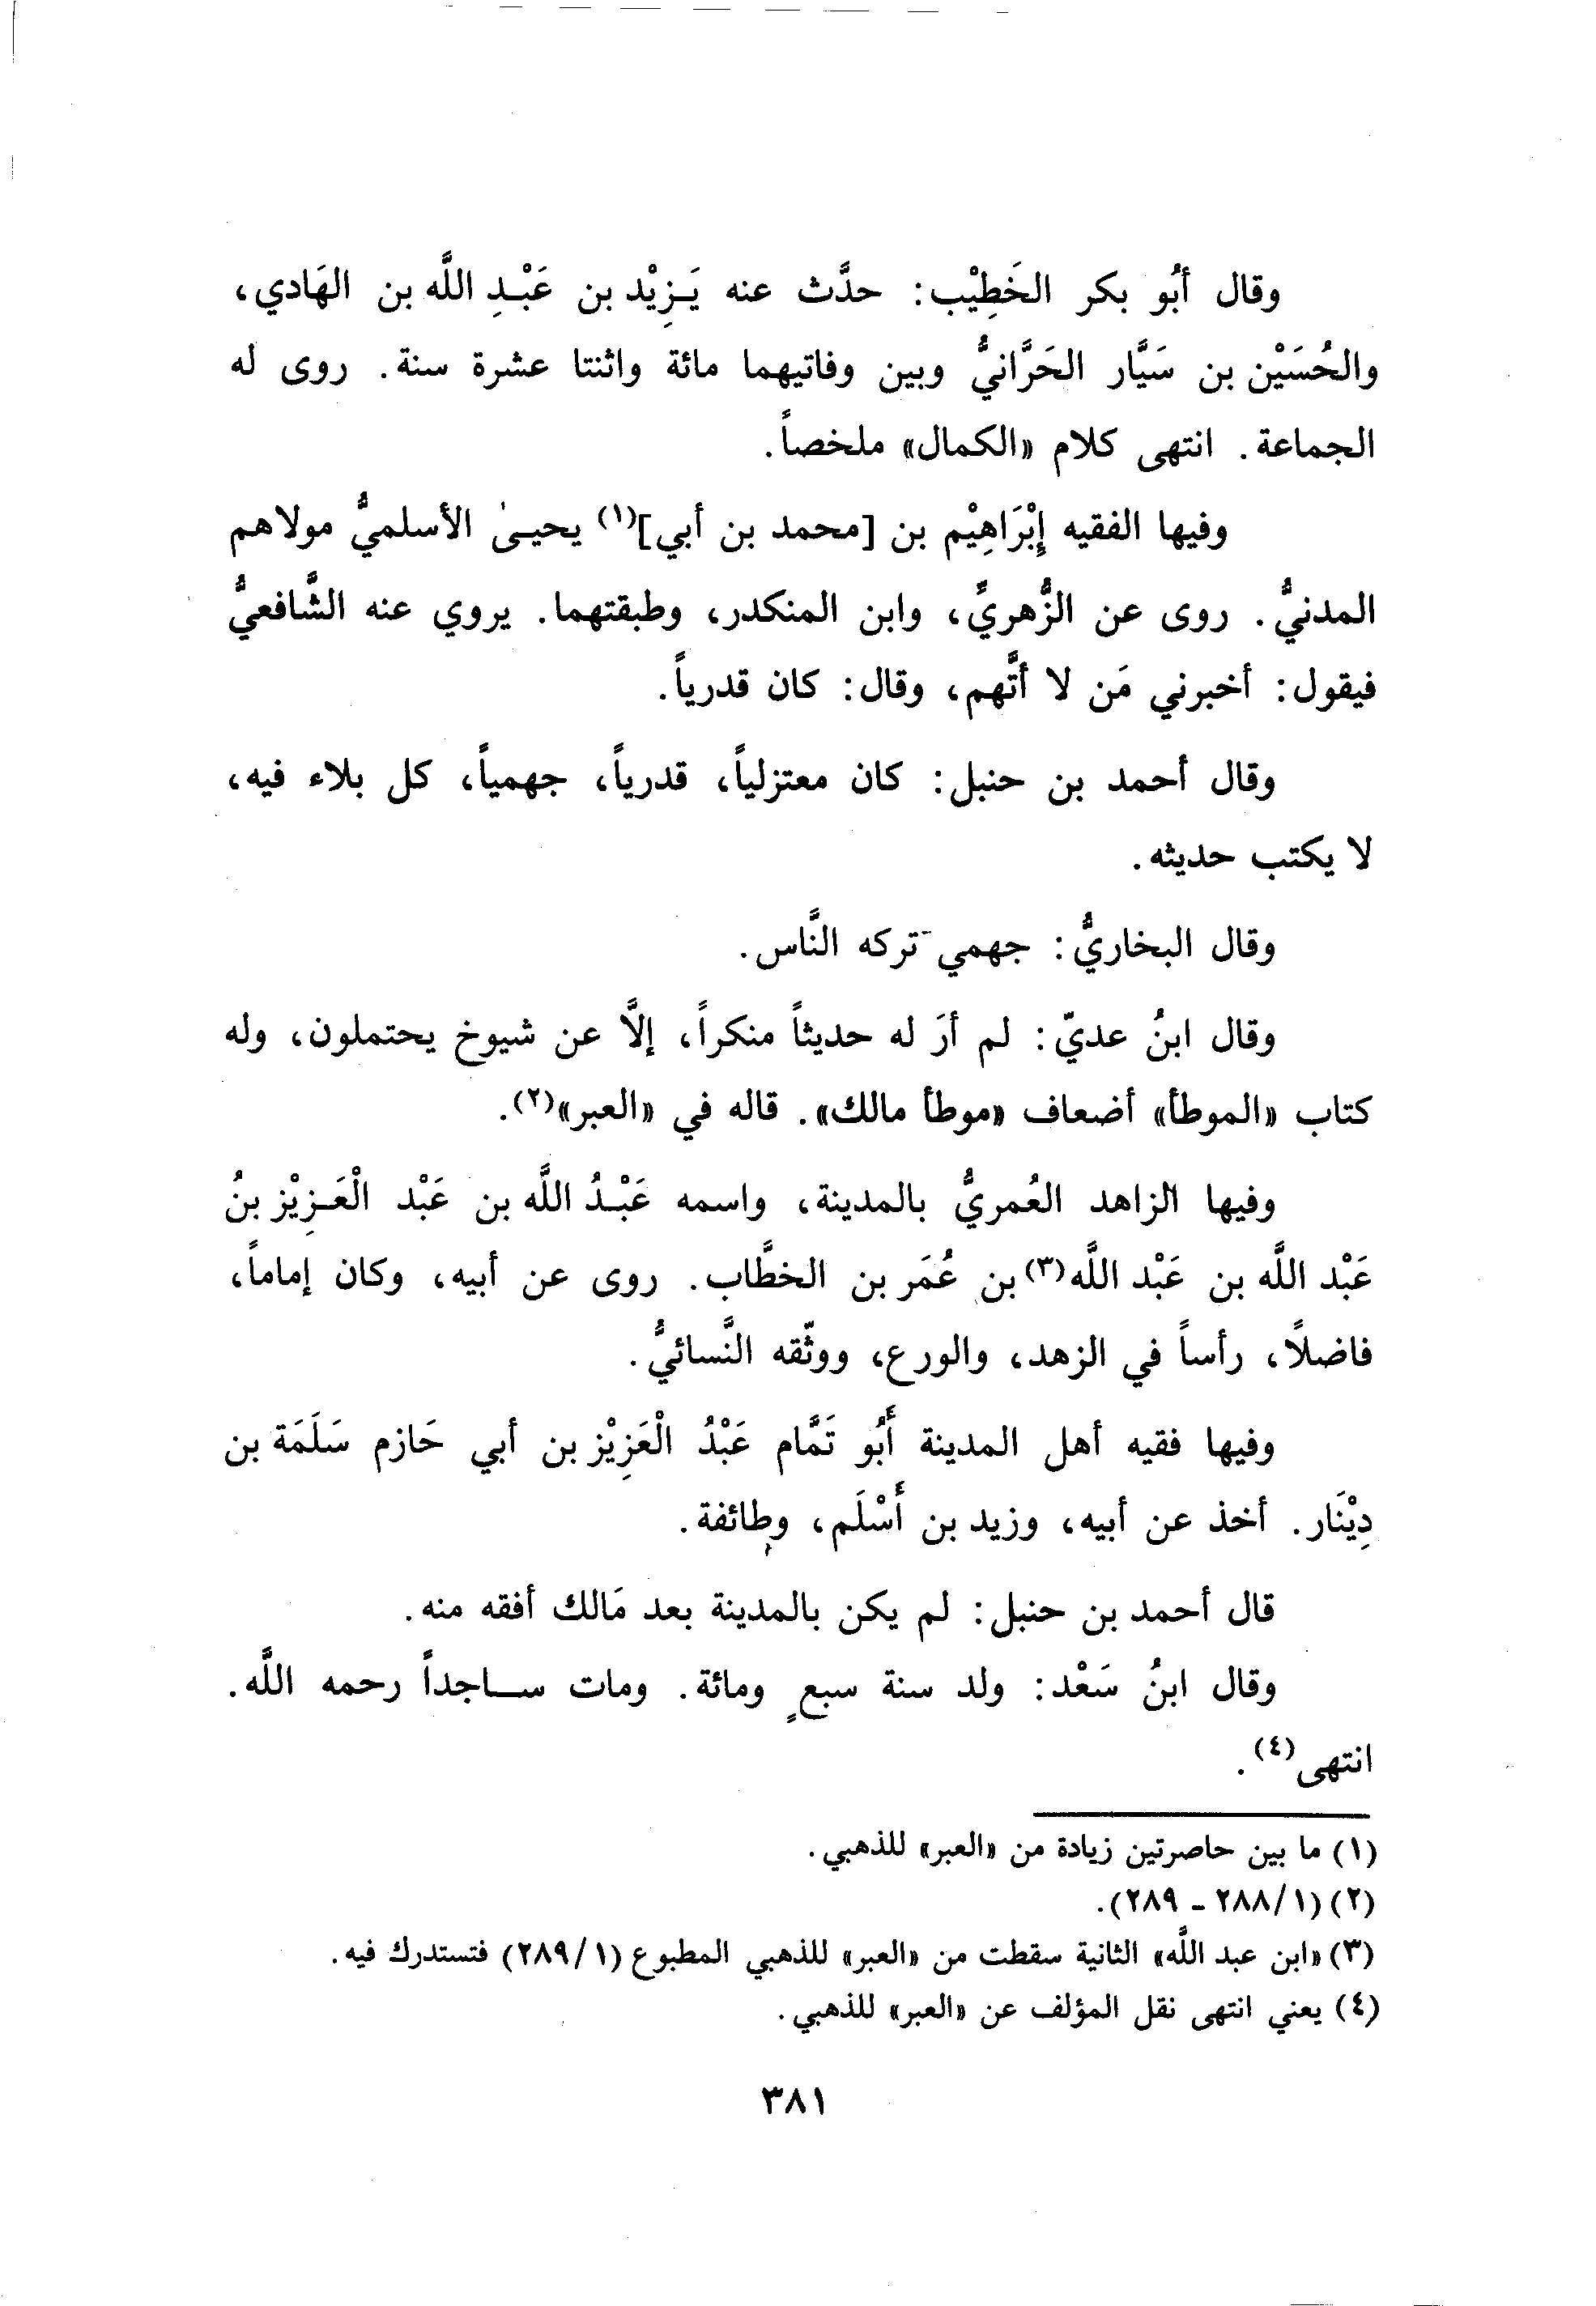 وقال أبُو بكر الخَطِيْب: حدَّث عنه يَـزِيْد بن عَبْـدِ اللَّه بن الهَادي،
والحُسَيْن بن سَيَّار الحَرَّانيُّ وبين وفاتيهما مائة واثنتا عشرة سنة. روى له
الجماعة. انتهى كلام «الكمال» ملخصاً.
وفيها الفقيه إِبْرَاهِيْم بن [محمد بن أبي](١) يحيـىٰ الأسلميُّ مولاهم
المدنيُّ. روى عن الزُّهريِّ، وابن المنكدر، وطبقتهما. يروي عنه الشَّافعيُّ
فيقول: أخبرني مَن لا أتَّهم، وقال: كان قدرياً.
وقال أحمد بن حنبل: كان معتزلياً، قدرياً، جهمياً، كل بلاء فيه،
لا يكتب حديثه.
وقال البخاريُّ: جهمي تركه النَّاس.
وقال ابنُ عديّ: لم أرَ له حديثاً منكراً، إلاَّ عن شيوخ يحتملون، وله
كتاب «الموطأ» أضعاف «موطأ مالك». قاله في «العبر»(٢).
وفيها الزاهد العُمريُّ بالمدينة، واسمه عَبْـدُ اللَّه بن عَبْد الْعَـزِيْز بنُ
عَبْد اللَّه بن عَبْد اللَّه(٣) بن عُمَر بن الخطَّاب. روى عن أبيه، وكان إماماً،
فاضلًا، رأساً في الزهد، والورع، ووثّقه النَّسائيُّ.
وفيها فقيه أهل المدينة أَبُو تَمَّام عَبْدُ الْعَزِيْز بن أبي حَازم سَلَمَة بن
دِيْنَار. أخذ عن أبيه، وزيد بن أَسْلَم، وطائفة.
قال أحمد بن حنبل: لم يكن بالمدينة بعد مَالك أفقه منه.
وقال ابنُ سَعْد: ولد سنة سبعٍ ومائة. ومات ســاجداً رحمه اللَّه.
انتهى(٤).
(١) ما بين حاصرتين زيادة من «العبر» للذهبي.
(٢) (٢٨٨/١ - ٢٨٩).
(٣) «ابن عبد اللَّه» الثانية سقطت من «العبر» للذهبي المطبوع (٢٨٩/١) فتستدرك فيه.
(٤) يعني انتهى نقل المؤلف عن «العبر» للذهبي.
٣٨١